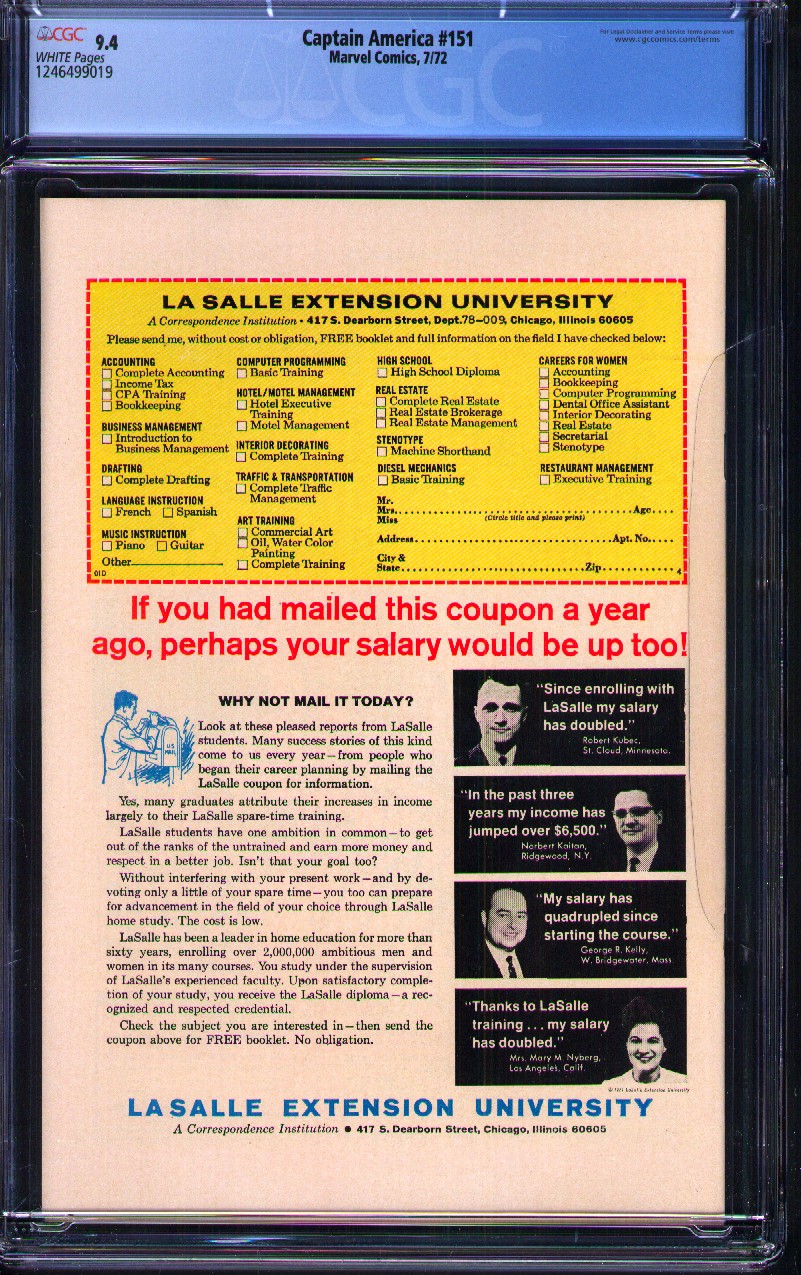 CGC 9.4
WHITE Pages
1246499019
Captain America #151
Marvel Comics, 7/72
For Legal Disclaimer and Service Terms please visit:
www.cgccomics.com/terms
CGC
LA SALLE EXTENSION UNIVERSITY
A Correspondence Institution • 417 S. Dearborn Street, Dept.78-009, Chicago, Illinois 60605
Please send me, without cost or obligation, FREE booklet and full information on the field I have checked below:
ACCOUNTING
Complete Accounting
Income Tax
CPA Training
Bookkeeping
BUSINESS MANAGEMENT
Introduction to
Business Management
DRAFTING
Complete Drafting
LANGUAGE INSTRUCTION
French Spanish
MUSIC INSTRUCTION
Piano Guitar
Other
010
COMPUTER PROGRAMMING
Basic Training
HOTEL/MOTEL MANAGEMENT
Hotel Executive
Training
Motel Management
INTERIOR DECORATING
Complete Training
TRAFFIC & TRANSPORTATION
Complete Traffic
Management
ART TRAINING
Commercial Art
Oil, Water Color
Painting
Complete Training
HIGH SCHOOL
High School Diploma
REAL ESTATE
Complete Real Estate
Real Estate Brokerage
Real Estate Management
STENOTYPE
Machine Shorthand
DIESEL MECHANICS
Basic Training
CAREERS FOR WOMEN
Accounting
Bookkeeping
Computer Programming
Dental Office Assistant
Interior Decorating
Real Estate
Secretarial
Stenotype
RESTAURANT MANAGEMENT
Executive Training
Mr.
Mrs. Age
Miss (Circle title and please print)
Address Apt. No.
City &
State Zip 4
If you had mailed this coupon a year
ago, perhaps your salary would be up too!
WHY NOT MAIL IT TODAY?
U.S.
MAIL
Look at these pleased reports from LaSalle
students. Many success stories of this kind
come to us every year—from people who
began their career planning by mailing the
LaSalle coupon for information.
Yes, many graduates attribute their increases in income
largely to their LaSalle spare-time training.
LaSalle students have one ambition in common—to get
out of the ranks of the untrained and earn more money and
respect in a better job. Isn't that your goal too?
Without interfering with your present work—and by de-
voting only a little of your spare time—you too can prepare
for advancement in the field of your choice through LaSalle
home study. The cost is low.
LaSalle has been a leader in home education for more than
sixty years, enrolling over 2,000,000 ambitious men and
women in its many courses. You study under the supervision
of LaSalle's experienced faculty. Upon satisfactory comple-
tion of your study, you receive the LaSalle diploma—a rec-
ognized and respected credential.
Check the subject you are interested in—then send the
coupon above for FREE booklet. No obligation.
"Since enrolling with
LaSalle my salary
has doubled."
Robert Kubec,
St. Cloud, Minnesota.
"In the past three
years my income has
jumped over $6,500."
Norbert Kaitan,
Ridgewood, N.Y.
"My salary has
quadrupled since
starting the course."
George R. Kelly,
W. Bridgewater, Mass.
"Thanks to LaSalle
training . . . my salary
has doubled."
Mrs. Mary M. Nyberg,
Los Angeles, Calif.
© 1971 LaSalle Extension University
LASALLE EXTENSION UNIVERSITY
A Correspondence Institution • 417 S. Dearborn Street, Chicago, Illinois 60605